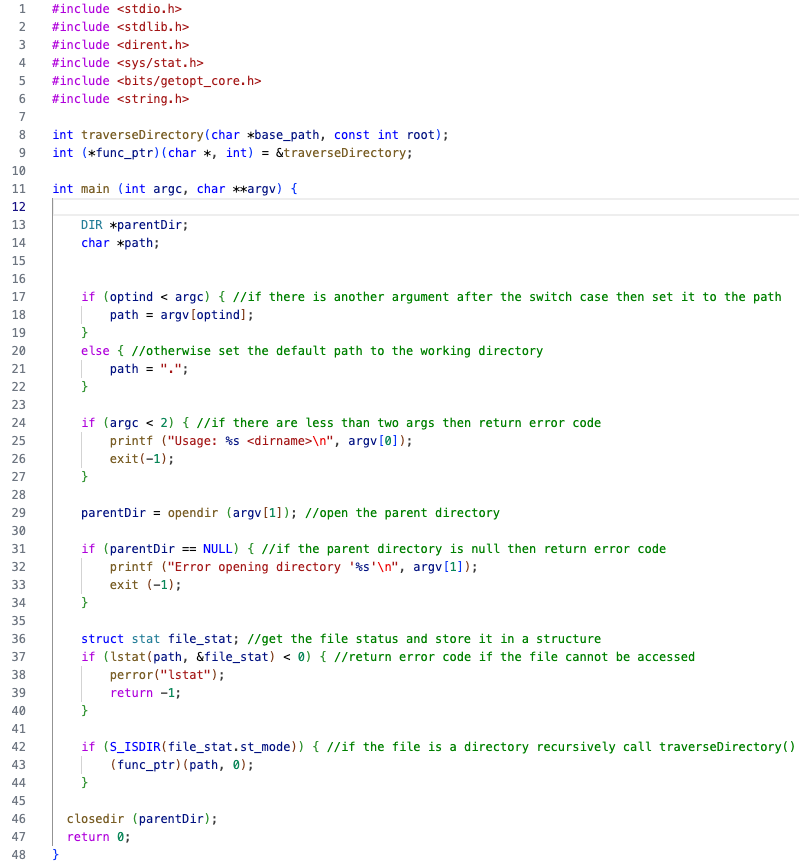 1 #include <stdio.h>
2 #include <stdlib.h>
3 #include <dirent.h>
4 #include <sys/stat.h>
5 #include <bits/getopt_core.h>
6 #include <string.h>
7
8 int traverseDirectory(char *base_path, const int root);
9 int (*func_ptr)(char *, int) = &traverseDirectory;
10
11 int main (int argc, char **argv) {
12
13     DIR *parentDir;
14     char *path;
15
16
17     if (optind < argc) { //if there is another argument after the switch case then set it to the path
18         path = argv[optind];
19     }
20     else { //otherwise set the default path to the working directory
21         path = ".";
22     }
23
24     if (argc < 2) { //if there are less than two args then return error code
25         printf ("Usage: %s <dirname>\n", argv[0]);
26         exit(-1);
27     }
28
29     parentDir = opendir (argv[1]); //open the parent directory
30
31     if (parentDir == NULL) { //if the parent directory is null then return error code
32         printf ("Error opening directory '%s'\n", argv[1]);
33         exit (-1);
34     }
35
36     struct stat file_stat; //get the file status and store it in a structure
37     if (lstat(path, &file_stat) < 0) { //return error code if the file cannot be accessed
38         perror("lstat");
39         return -1;
40     }
41
42     if (S_ISDIR(file_stat.st_mode)) { //if the file is a directory recursively call traverseDirectory()
43         (func_ptr)(path, 0);
44     }
45
46   closedir (parentDir);
47   return 0;
48 }